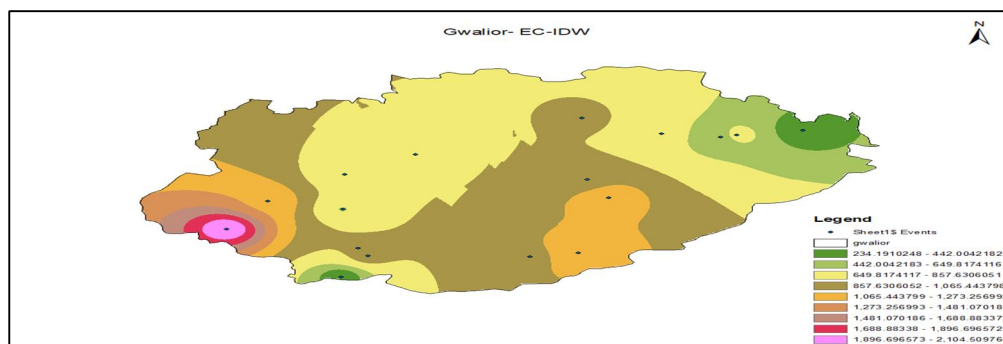 Gwalior- EC-IDW
N
Legend
Sheet1$ Events
gwalior
234.1910248 - 442.0042182
442.0042183 - 649.8174116
649.8174117 - 857.6306051
857.6306052 - 1,065.443798
1,065.443799 - 1,273.256993
1,273.256993 - 1,481.070186
1,481.070186 - 1,688.88337
1,688.88338 - 1,896.696572
1,896.696573 - 2,104.50976